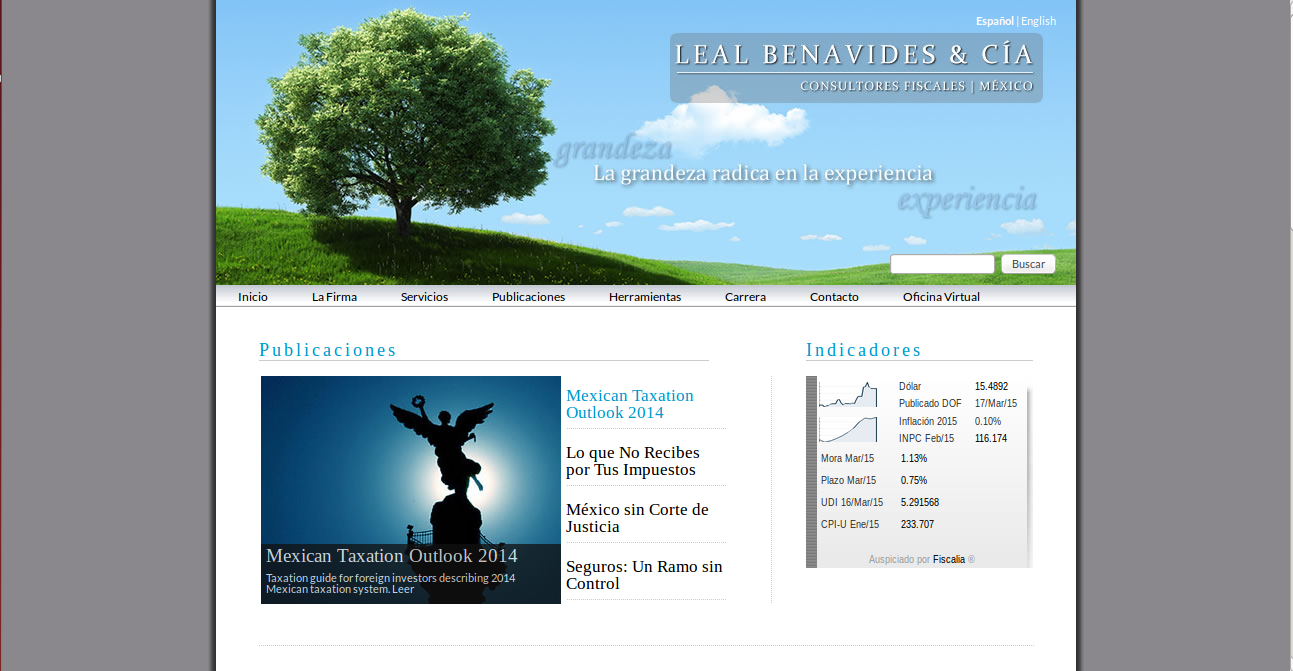 Español | English
LEAL BENAVIDES & CÍA
CONSULTORES FISCALES | MÉXICO
grandeza
La grandeza radica en la experiencia
experiencia
Buscar
Inicio La Firma Servicios Publicaciones Herramientas Carrera Contacto Oficina Virtual
Publicaciones
Mexican Taxation Outlook 2014
Taxation guide for foreign investors describing 2014
Mexican taxation system. Leer
Mexican Taxation
Outlook 2014
Lo que No Recibes
por Tus Impuestos
México sin Corte de
Justicia
Seguros: Un Ramo sin
Control
Indicadores
Dólar 15.4892
Publicado DOF 17/Mar/15
Inflación 2015 0.10%
INPC Feb/15 116.174
Mora Mar/15 1.13%
Plazo Mar/15 0.75%
UDI 16/Mar/15 5.291568
CPI-U Ene/15 233.707
Auspiciado por Fiscalia ®